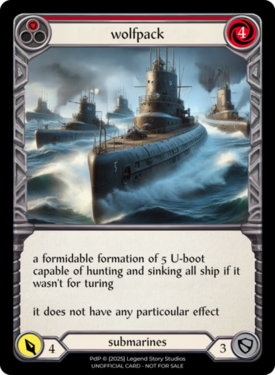 wolfpack
4
a formidable formation of 5 U-boot
capable of hunting and sinking all ship if it
wasn't for turing
it does not have any particular effect
4
submarines
3
PdP © [2025] Legend Story Studios
UNOFFICIAL CARD - NOT FOR SALE